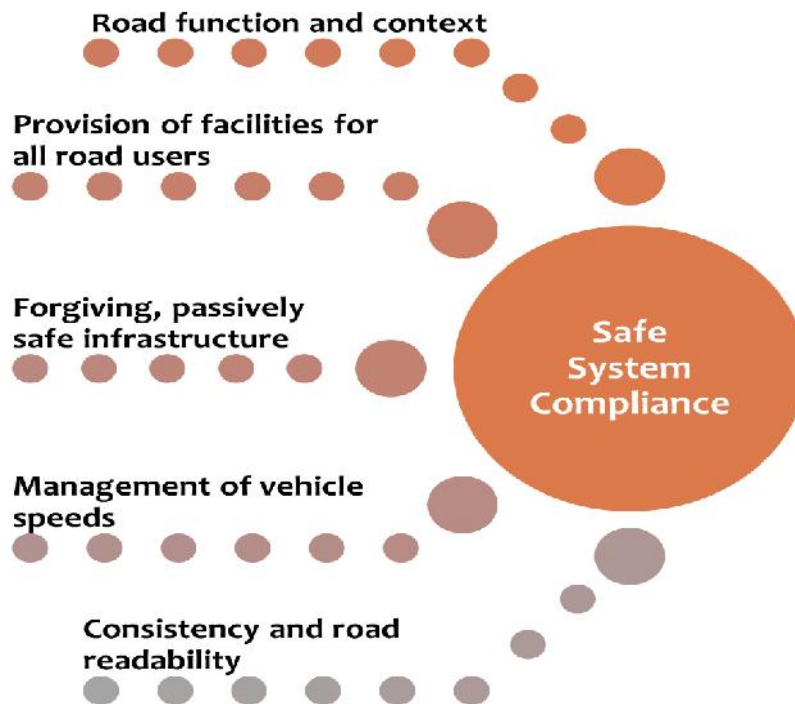 Road function and context
Provision of facilities for
all road users
Forgiving, passively
safe infrastructure
Safe
System
Compliance
Management of vehicle
speeds
Consistency and road
readability